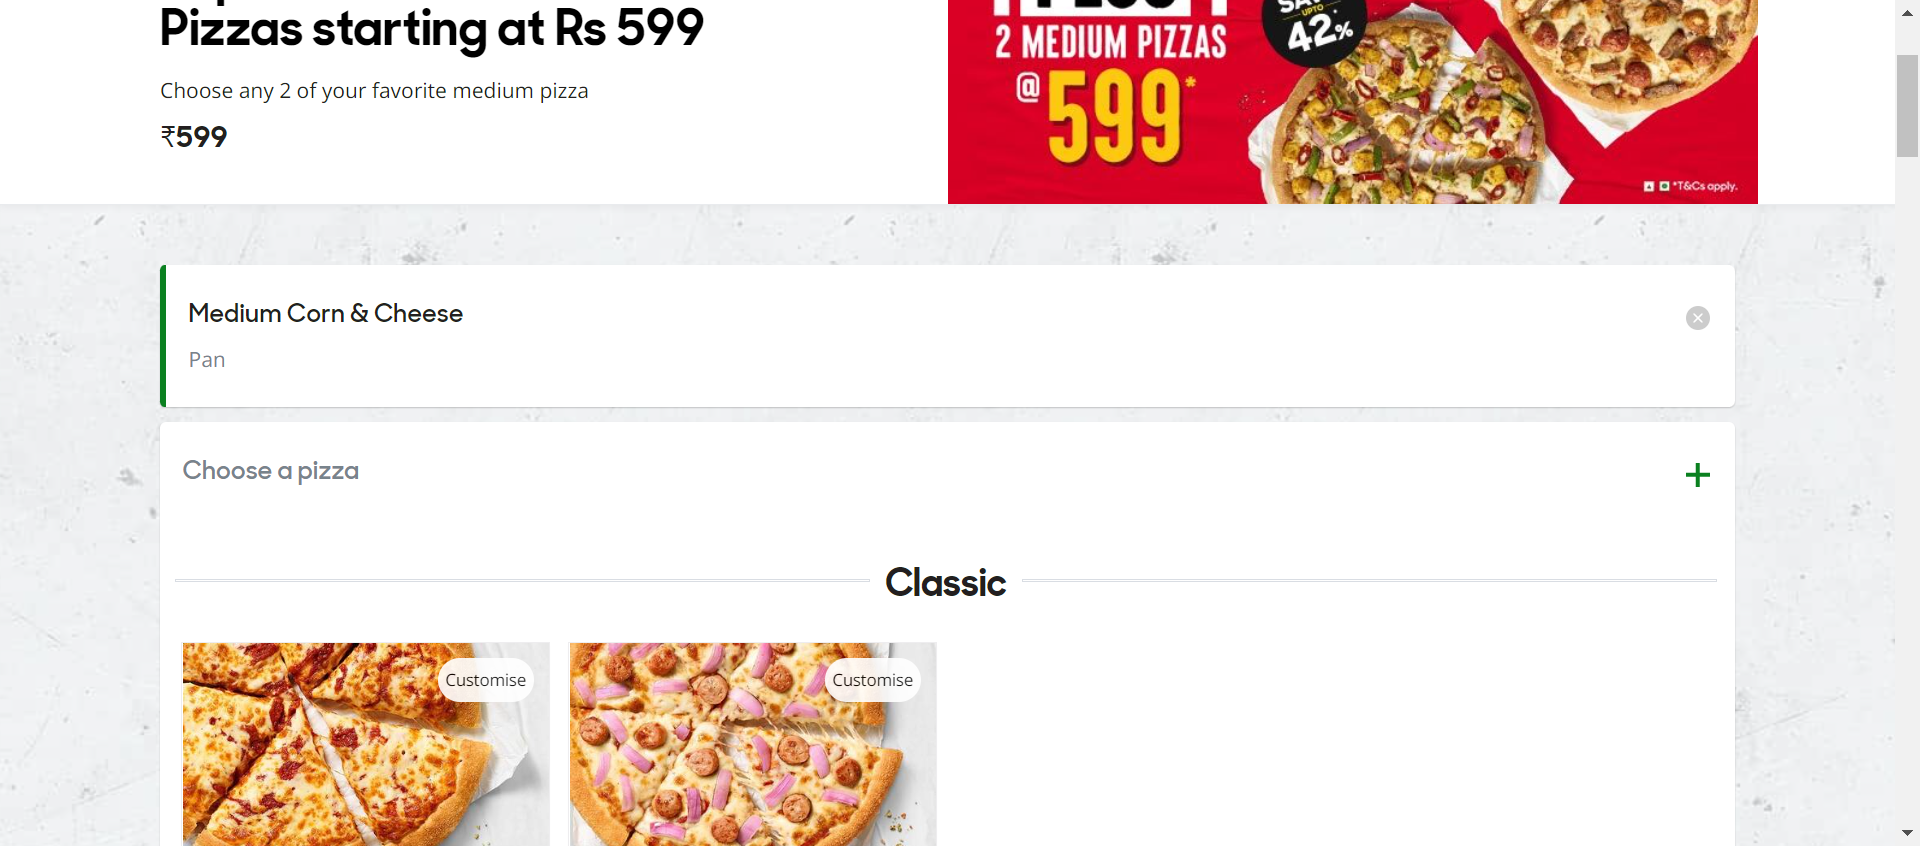 Pizzas starting at Rs 599
Choose any 2 of your favorite medium pizza
₹599
2 MEDIUM PIZZAS
@599*
UPTO
42%
*T&Cs apply.
Medium Corn & Cheese
Pan
Choose a pizza
Classic
Customise
Customise